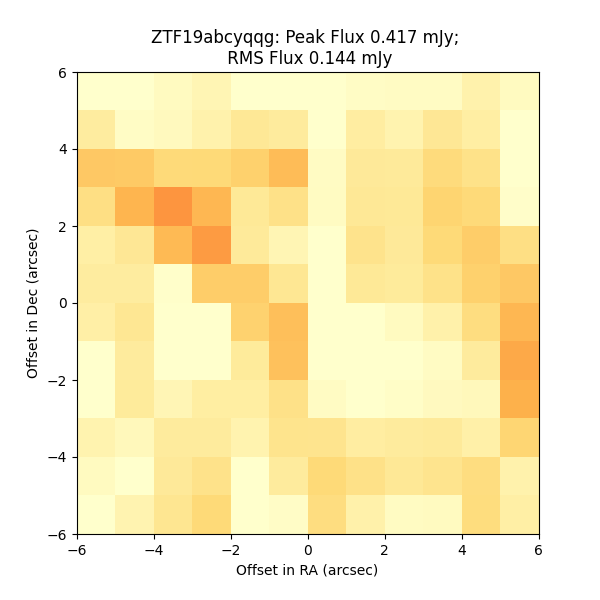 ZTF19abcyqqg: Peak Flux 0.417 mJy;
RMS Flux 0.144 mJy
6
4
2
0
−2
−4
−6
Offset in Dec (arcsec)
−6 −4 −2 0 2 4 6
Offset in RA (arcsec)